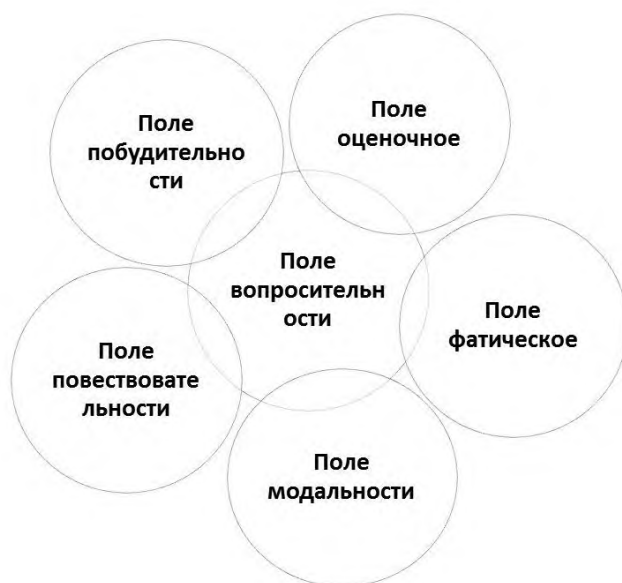 Поле
побудительно
сти
Поле
оценочное
Поле
вопросительн
ости
Поле
фатическое
Поле
повествовате
льности
Поле
модальности